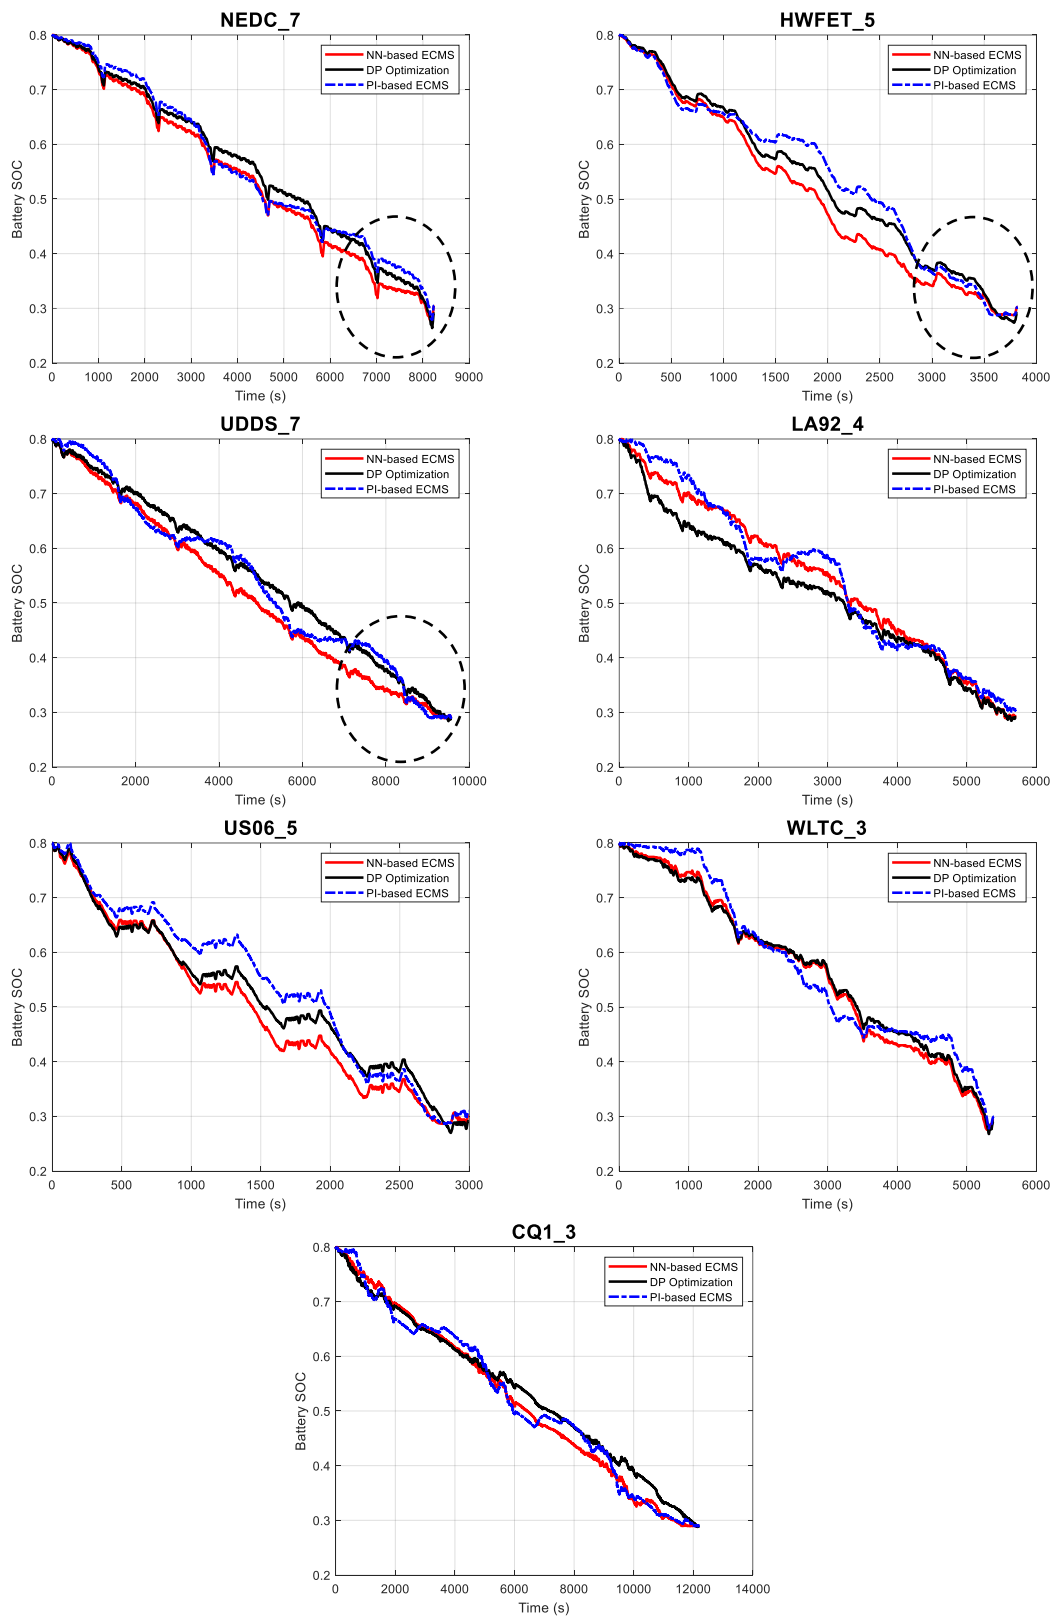 NEDC_7
0.8
0.7
0.6
0.5
0.4
0.3
0.2
Battery SOC
NN-based ECMS
DP Optimization
PI-based ECMS
0 1000 2000 3000 4000 5000 6000 7000 8000 9000
Time (s)
HWFET_5
0.8
0.7
0.6
0.5
0.4
0.3
0.2
Battery SOC
NN-based ECMS
DP Optimization
PI-based ECMS
0 500 1000 1500 2000 2500 3000 3500 4000
Time (s)
UDDS_7
0.8
0.7
0.6
0.5
0.4
0.3
0.2
Battery SOC
NN-based ECMS
DP Optimization
PI-based ECMS
0 2000 4000 6000 8000 10000
Time (s)
LA92_4
0.8
0.7
0.6
0.5
0.4
0.3
0.2
Battery SOC
NN-based ECMS
DP Optimization
PI-based ECMS
0 1000 2000 3000 4000 5000 6000
Time (s)
US06_5
0.8
0.7
0.6
0.5
0.4
0.3
0.2
Battery SOC
NN-based ECMS
DP Optimization
PI-based ECMS
0 500 1000 1500 2000 2500 3000
Time (s)
WLTC_3
0.8
0.7
0.6
0.5
0.4
0.3
0.2
Battery SOC
NN-based ECMS
DP Optimization
PI-based ECMS
0 1000 2000 3000 4000 5000 6000
Time (s)
CQ1_3
0.8
0.7
0.6
0.5
0.4
0.3
0.2
Battery SOC
NN-based ECMS
DP Optimization
PI-based ECMS
0 2000 4000 6000 8000 10000 12000 14000
Time (s)